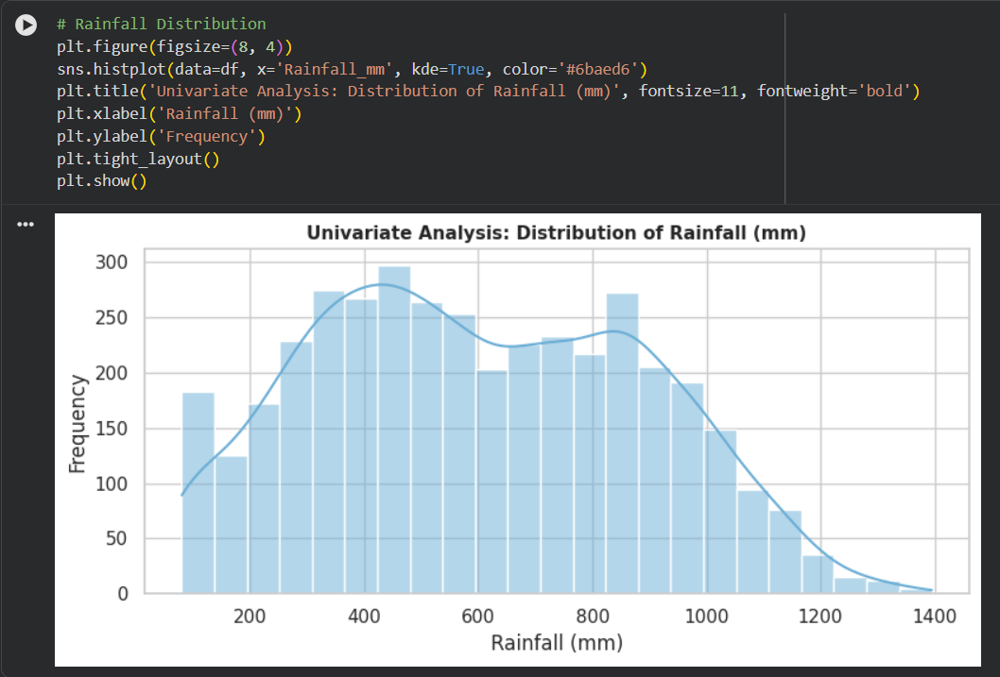 # Rainfall Distribution
plt.figure(figsize=(8, 4))
sns.histplot(data=df, x='Rainfall_mm', kde=True, color='#6baed6')
plt.title('Univariate Analysis: Distribution of Rainfall (mm)', fontsize=11, fontweight='bold')
plt.xlabel('Rainfall (mm)')
plt.ylabel('Frequency')
plt.tight_layout()
plt.show()
Univariate Analysis: Distribution of Rainfall (mm)
Frequency
300
250
200
150
100
50
0
200 400 600 800 1000 1200 1400
Rainfall (mm)